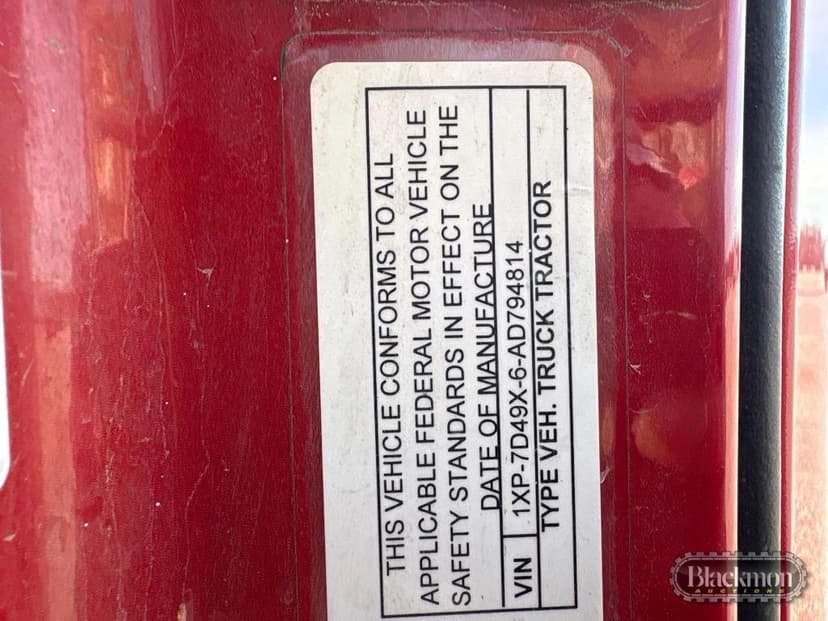 THIS VEHICLE CONFORMS TO ALL
APPLICABLE FEDERAL MOTOR VEHICLE
SAFETY STANDARDS IN EFFECT ON THE
DATE OF MANUFACTURE
VIN 1XP-7D49X-6-AD794814
TYPE VEH. TRUCK TRACTOR
Blackmon
AUCTIONS